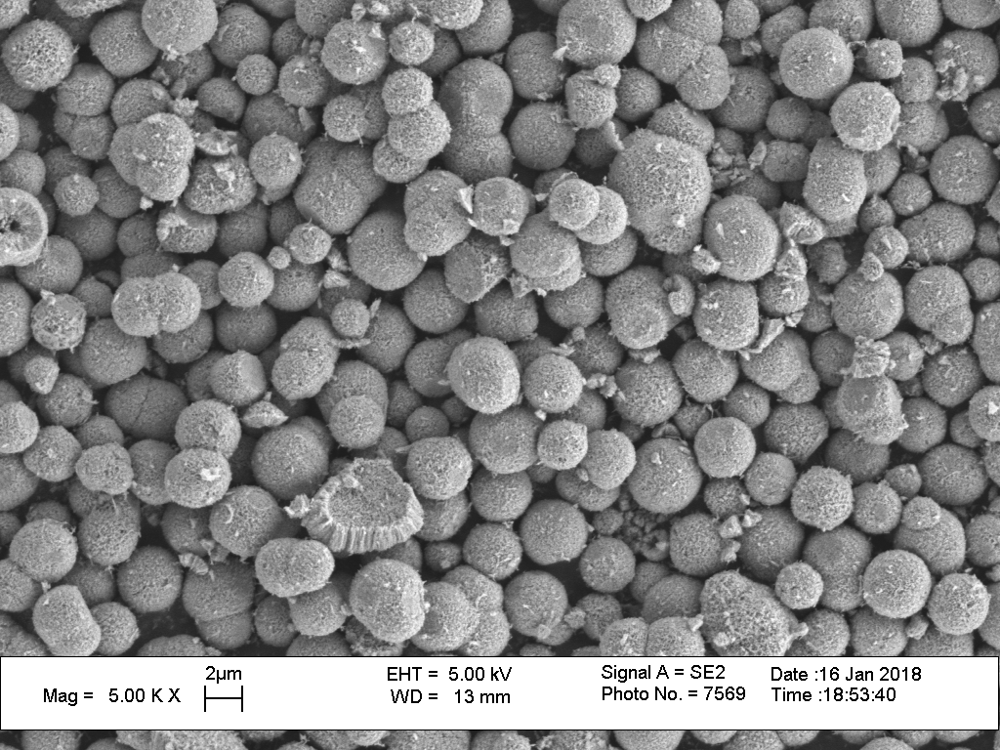 2µm
Mag = 5.00 K X
EHT = 5.00 kV
WD = 13 mm
Signal A = SE2
Photo No. = 7569
Date :16 Jan 2018
Time :18:53:40